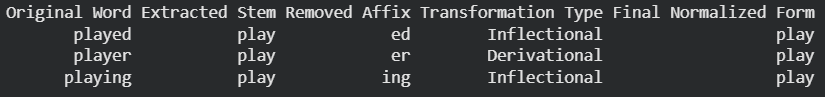 Original Word Extracted Stem Removed Affix Transformation Type Final Normalized Form
played play ed Inflectional play
player play er Derivational play
playing play ing Inflectional play